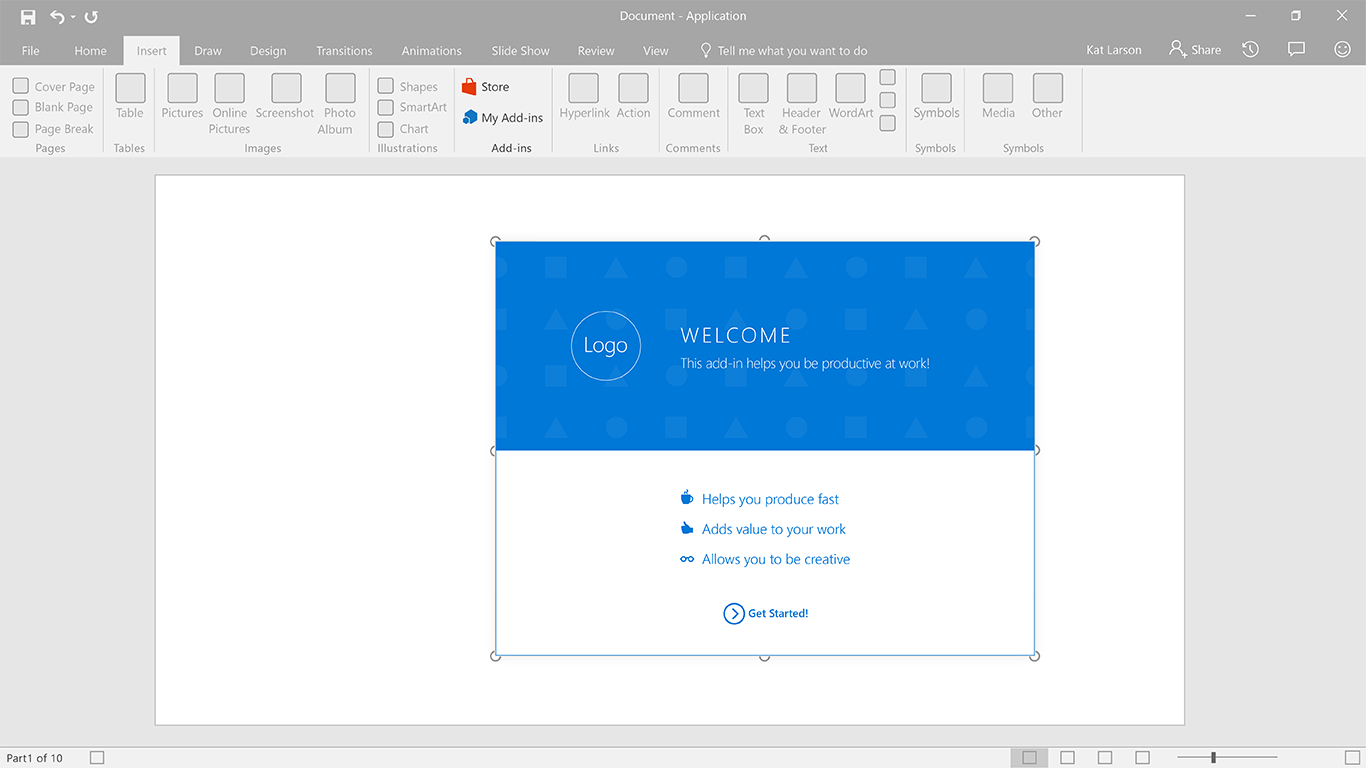 Document - Application
File Home Insert Draw Design Transitions Animations Slide Show Review View Tell me what you want to do Kat Larson Share
Cover Page
Blank Page
Page Break
Pages
Table
Tables
Pictures
Online
Pictures
Screenshot
Photo
Album
Images
Shapes
SmartArt
Chart
Illustrations
Store
My Add-ins
Add-ins
Hyperlink
Action
Links
Comment
Comments
Text
Box
Header
& Footer
WordArt
Text
Symbols
Symbols
Media
Other
Symbols
Logo
WELCOME
This add-in helps you be productive at work!
Helps you produce fast
Adds value to your work
Allows you to be creative
Get Started!
Part1 of 10